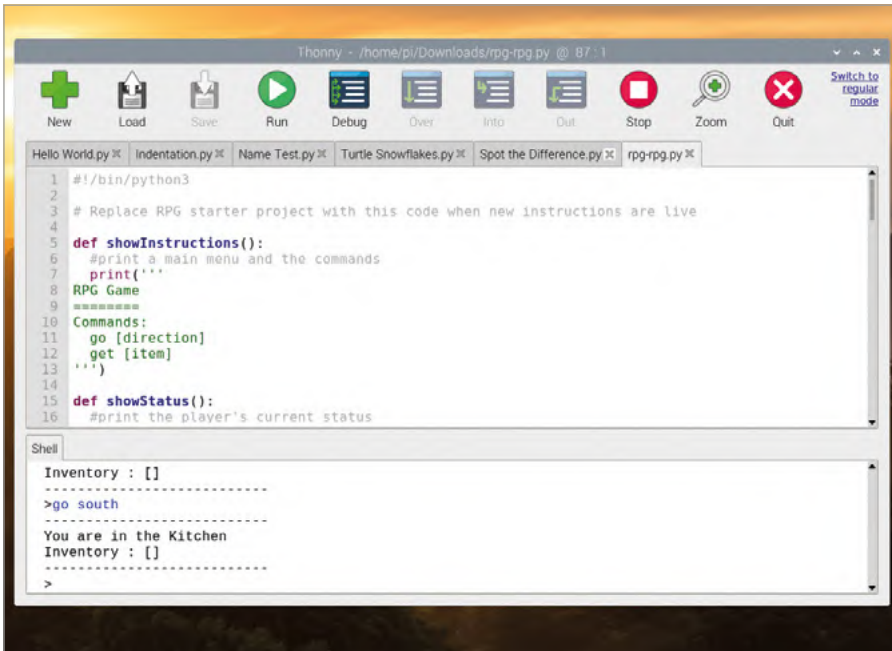 Thonny - /home/pi/Downloads/rpg-rpg.py @ 87:1
New Load Save Run Debug Over Into Out Stop Zoom Quit
Switch to
regular
mode
Hello World.py Indentation.py Name Test.py Turtle Snowflakes.py Spot the Difference.py rpg-rpg.py
1 #!/bin/python3
2
3 # Replace RPG starter project with this code when new instructions are live
4
5 def showInstructions():
6   #print a main menu and the commands
7   print('''
8 RPG Game
9 ========
10 Commands:
11   go [direction]
12   get [item]
13 ''')
14
15 def showStatus():
16   #print the player's current status
Shell
Inventory : []
---------------------------
>go south
---------------------------
You are in the Kitchen
Inventory : []
---------------------------
>